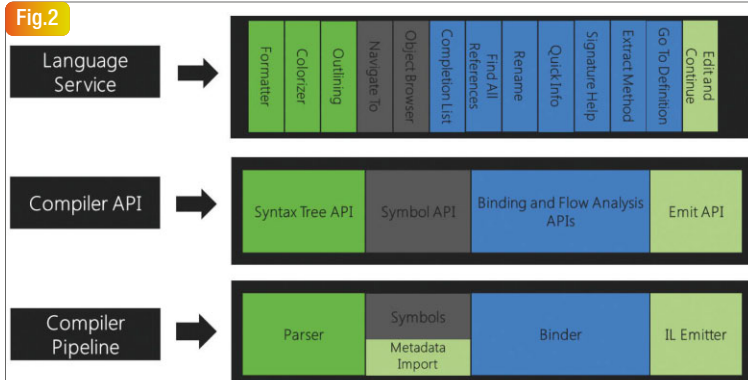 Fig.2
Language
Service
Formatter
Colorizer
Outlining
Navigate To
Object Browser
Completion List
Find All
References
Rename
Quick Info
Signature Help
Extract Method
Go To Definition
Edit and
Continue
Compiler API
Syntax Tree API
Symbol API
Binding and Flow Analysis
APIs
Emit API
Compiler
Pipeline
Parser
Symbols
Metadata
Import
Binder
IL Emitter